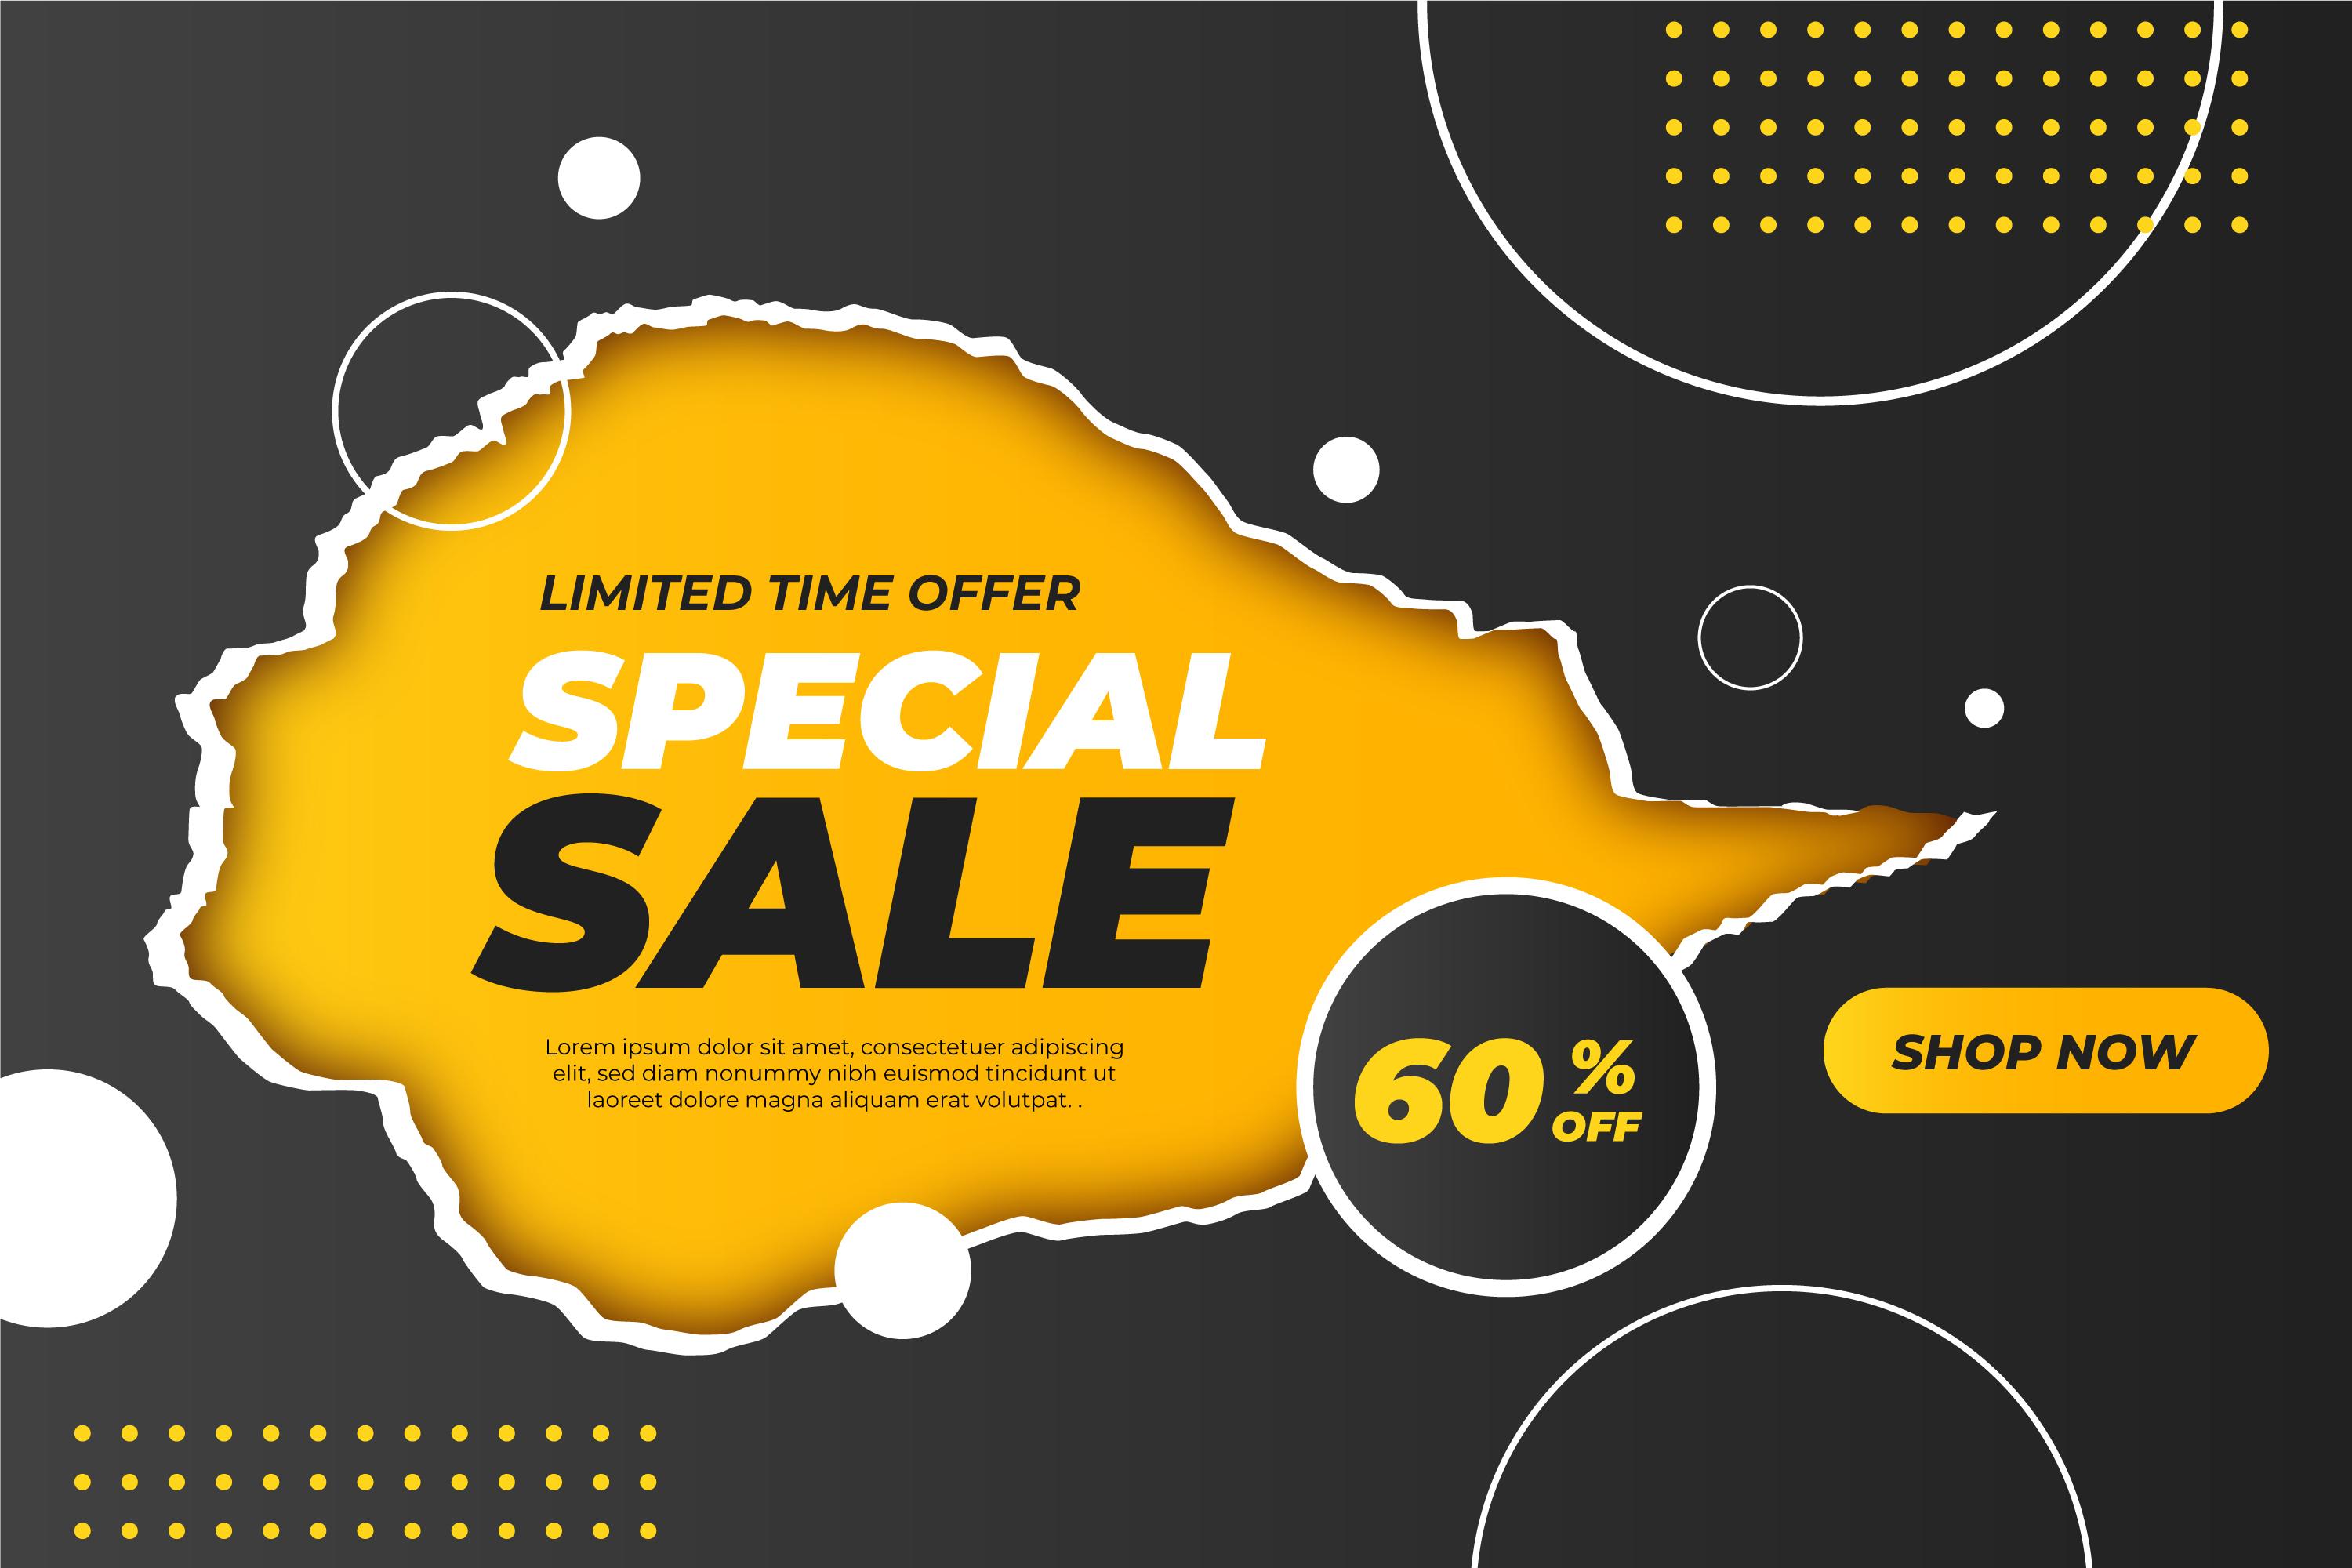 LIMITED TIME OFFER
SPECIAL
SALE
Lorem ipsum dolor sit amet, consectetuer adipiscing
elit, sed diam nonummy nibh euismod tincidunt ut
laoreet dolore magna aliquam erat volutpat. .
60%
OFF
SHOP NOW